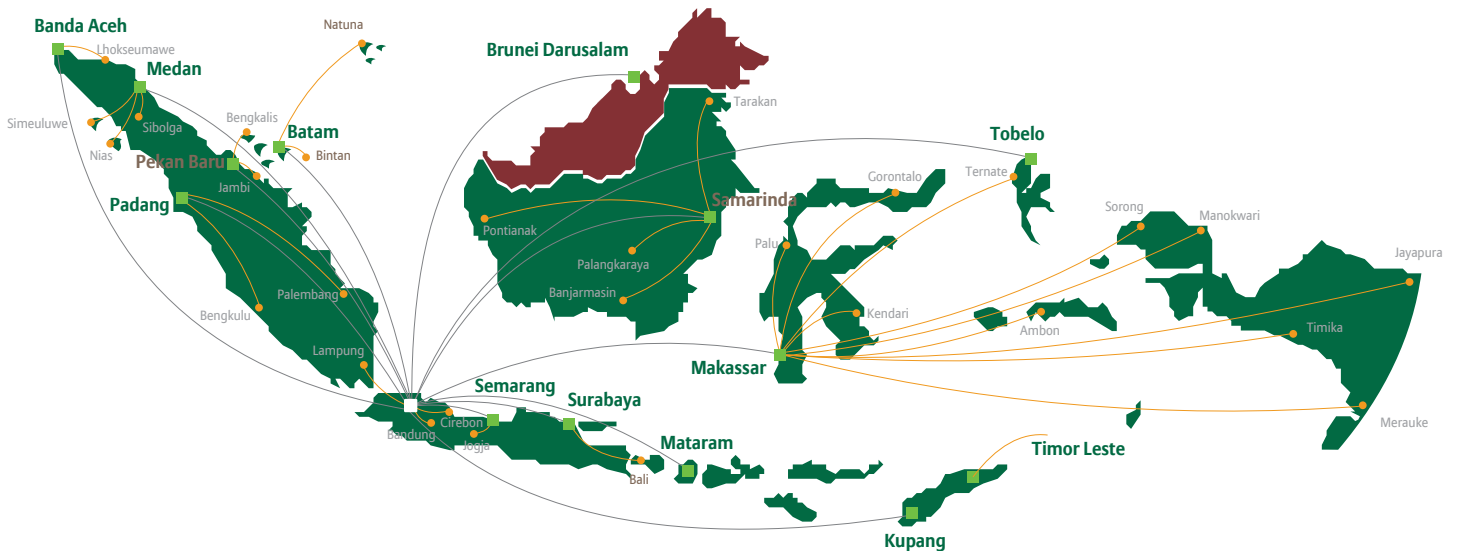 Banda Aceh
Natuna
Brunei Darusalam
Lhokseumawe
Medan
Tarakan
Simeuluwe
Sibolga
Bengkalis
Batam
Tobelo
Nias
Pekan Baru
Bintan
Jambi
Gorontalo
Ternate
Padang
Samarinda
Sorong
Manokwari
Pontianak
Palu
Jayapura
Palangkaraya
Palembang
Banjarmasin
Bengkulu
Kendari
Ambon
Timika
Lampung
Makassar
Semarang
Surabaya
Cirebon
Merauke
Bandung
Jogja
Mataram
Timor Leste
Bali
Kupang